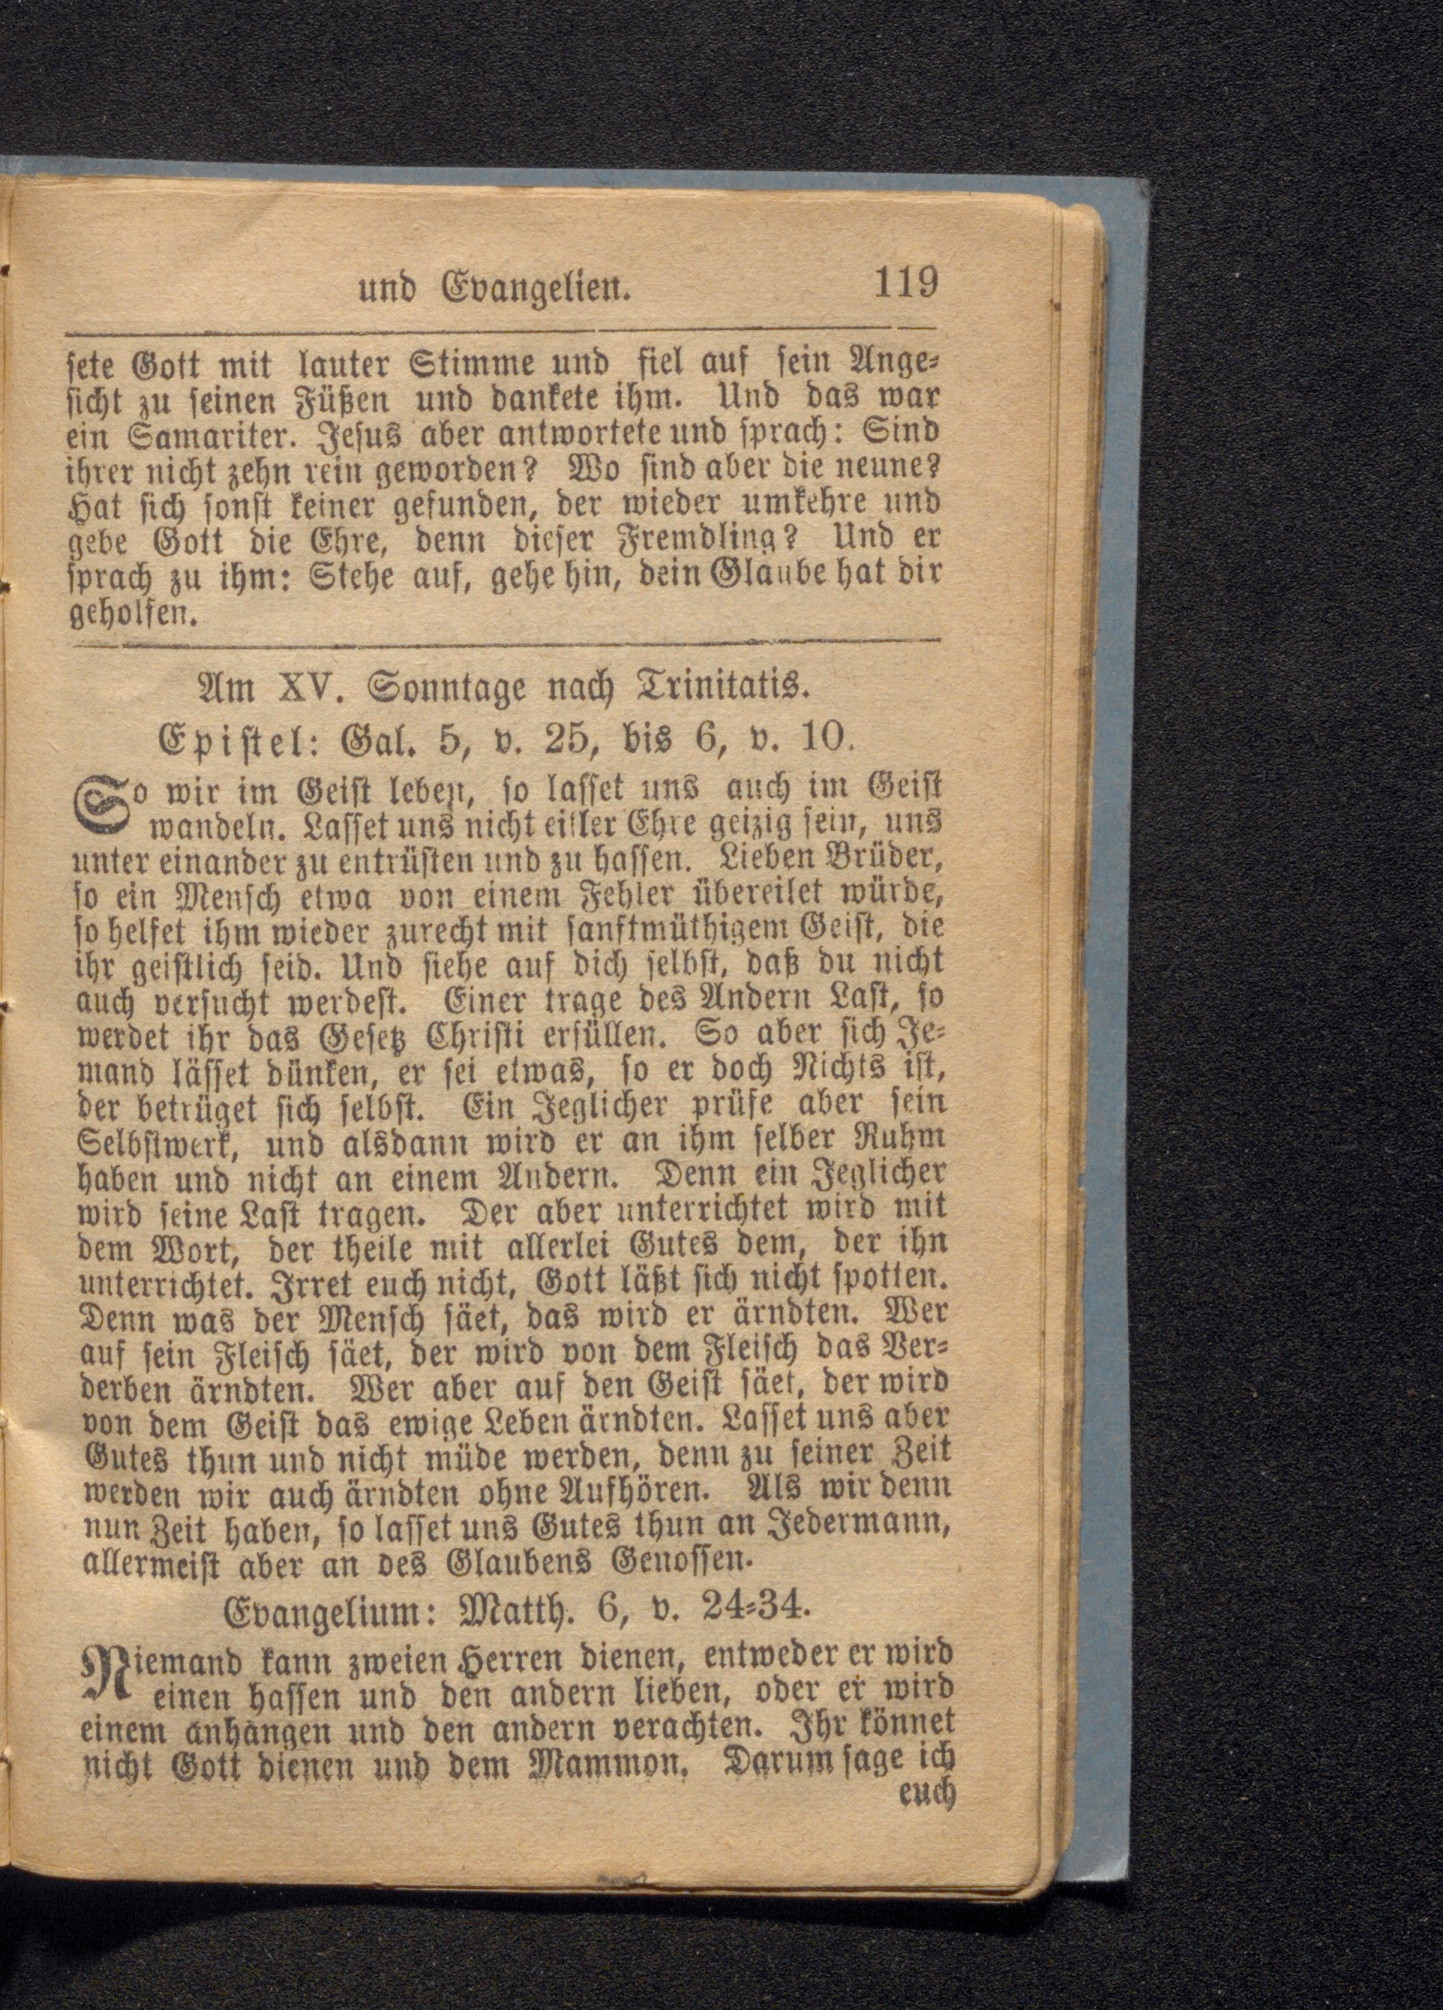 und Evangelien. 119
sete Gott mit lauter Stimme und fiel auf sein Ange-
sicht zu seinen Füßen und dankete ihm. Und das war
ein Samariter. Jesus aber antwortete und sprach: Sind
ihrer nicht zehn rein geworden? Wo sind aber die neune?
Hat sich sonst keiner gefunden, der wieder umkehre und
gebe Gott die Ehre, denn dieser Fremdling? Und er
sprach zu ihm: Stehe auf, gehe hin, dein Glaube hat dir
geholfen.
Am XV. Sonntage nach Trinitatis.
Epistel: Gal. 5, v. 25, bis 6, v. 10.
So wir im Geist leben, so lasset uns auch im Geist
wandeln. Lasset uns nicht eitler Ehre geizig sein, uns
unter einander zu entrüsten und zu hassen. Lieben Brüder,
so ein Mensch etwa von einem Fehler übereilet würde,
so helfet ihm wieder zurecht mit sanftmüthigem Geist, die
ihr geistlich seid. Und siehe auf dich selbst, daß du nicht
auch versucht werdest. Einer trage des Andern Last, so
werdet ihr das Gesetz Christi erfüllen. So aber sich Je-
mand lässet dünken, er sei etwas, so er doch Nichts ist,
der betrüget sich selbst. Ein Jeglicher prüfe aber sein
Selbstwerk, und alsdann wird er an ihm selber Ruhm
haben und nicht an einem Andern. Denn ein Jeglicher
wird seine Last tragen. Der aber unterrichtet wird mit
dem Wort, der theile mit allerlei Gutes dem, der ihn
unterrichtet. Irret euch nicht, Gott läßt sich nicht spotten.
Denn was der Mensch säet, das wird er ärndten. Wer
auf sein Fleisch säet, der wird von dem Fleisch das Ver-
derben ärndten. Wer aber auf den Geist säet, der wird
von dem Geist das ewige Leben ärndten. Lasset uns aber
Gutes thun und nicht müde werden, denn zu seiner Zeit
werden wir auch ärndten ohne Aufhören. Als wir denn
nun Zeit haben, so lasset uns Gutes thun an Jedermann,
allermeist aber an des Glaubens Genossen.
Evangelium: Matth. 6, v. 24-34.
Niemand kann zweien Herren dienen, entweder er wird
einen hassen und den andern lieben, oder er wird
einem anhangen und den andern verachten. Ihr könnet
nicht Gott dienen und dem Mammon. Darum sage ich
euch